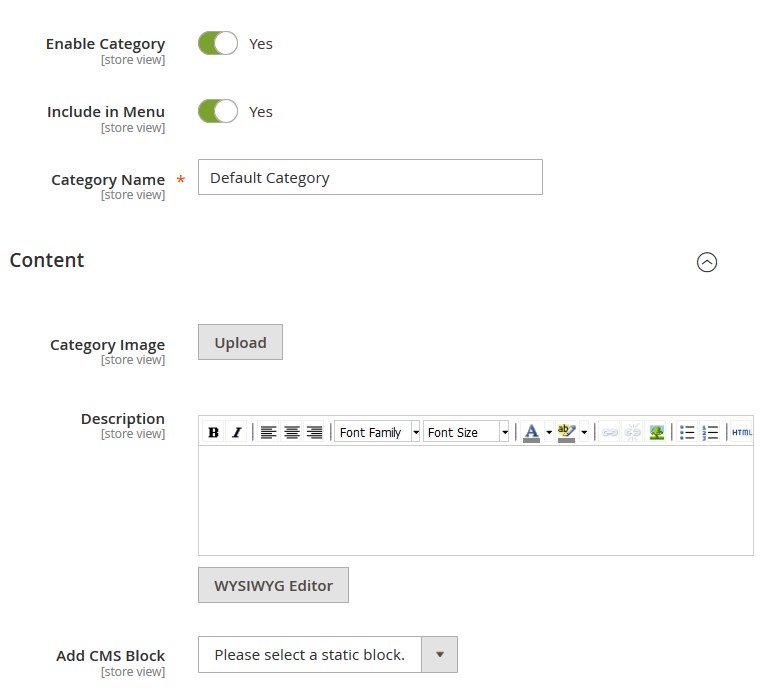 Enable Category
Yes
[store view]
Include in Menu
Yes
[store view]
Category Name * Default Category
[store view]
Content
Category Image
Upload
[store view]
Description
[store view]
B I Font Family Font Size A ab HTML
WYSIWYG Editor
Add CMS Block
Please select a static block.
[store view]